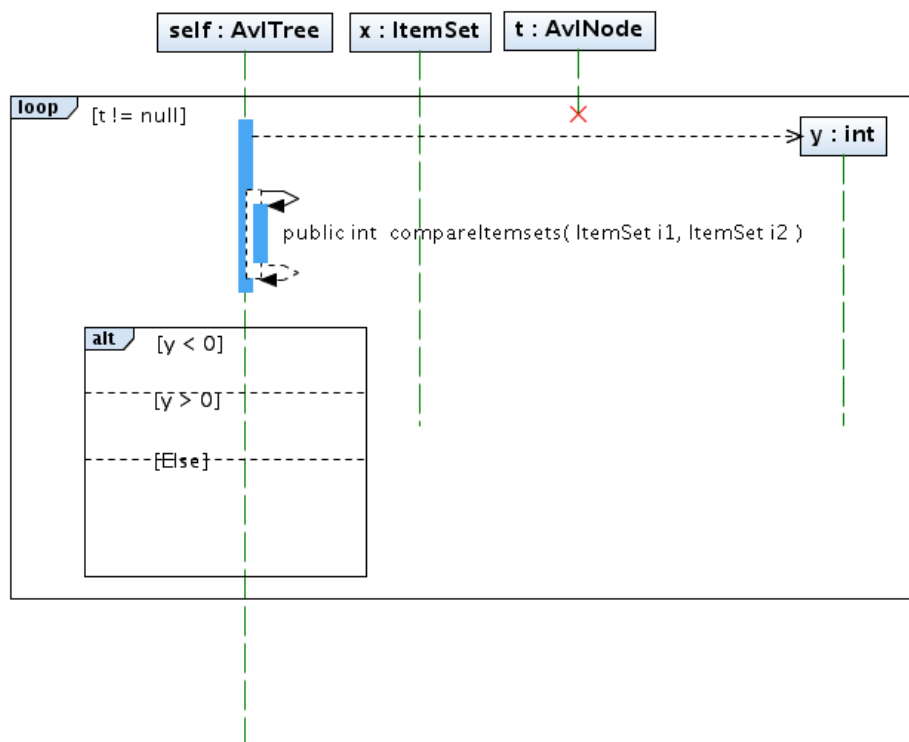 self : AvlTree
x : ItemSet
t : AvlNode
loop
[t != null]
y : int
public int compareItemsets( ItemSet i1, ItemSet i2 )
alt
[y < 0]
[y > 0]
[Else]